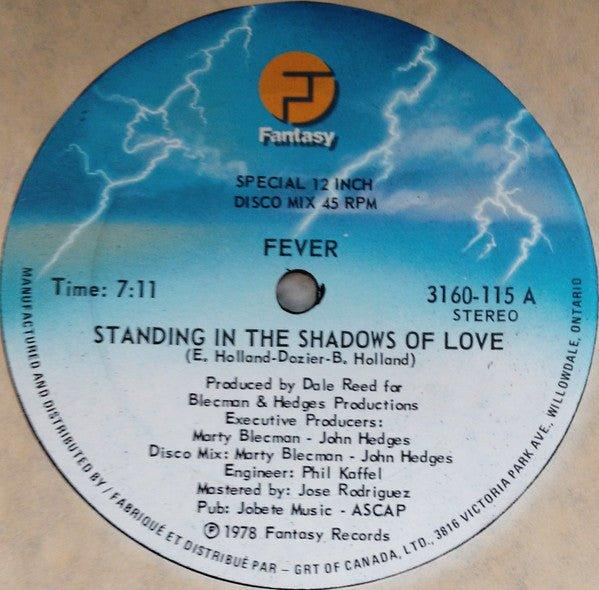 Fantasy
SPECIAL 12 INCH
DISCO MIX 45 RPM
FEVER
Time: 7:11
3160-115 A
STEREO
STANDING IN THE SHADOWS OF LOVE
(E. Holland-Dozier-B. Holland)
Produced by Dale Reed for
Blecman & Hedges Productions
Executive Producers:
Marty Blecman - John Hedges
Disco Mix: Marty Blecman - John Hedges
Engineer: Phil Kaffel
Mastered by: Jose Rodriguez
Pub: Jobete Music - ASCAP
℗ 1978 Fantasy Records
MANUFACTURED AND DISTRIBUTED BY / FABRIQUÉ ET DISTRIBUÉ PAR - GRT OF CANADA, LTD., 3816 VICTORIA PARK AVE., WILLOWDALE, ONTARIO